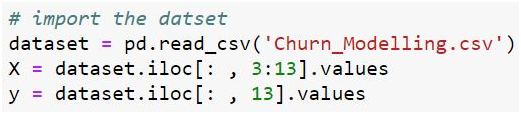 # import the datset
dataset = pd.read_csv('Churn_Modelling.csv')
X = dataset.iloc[: , 3:13].values
y = dataset.iloc[: , 13].values